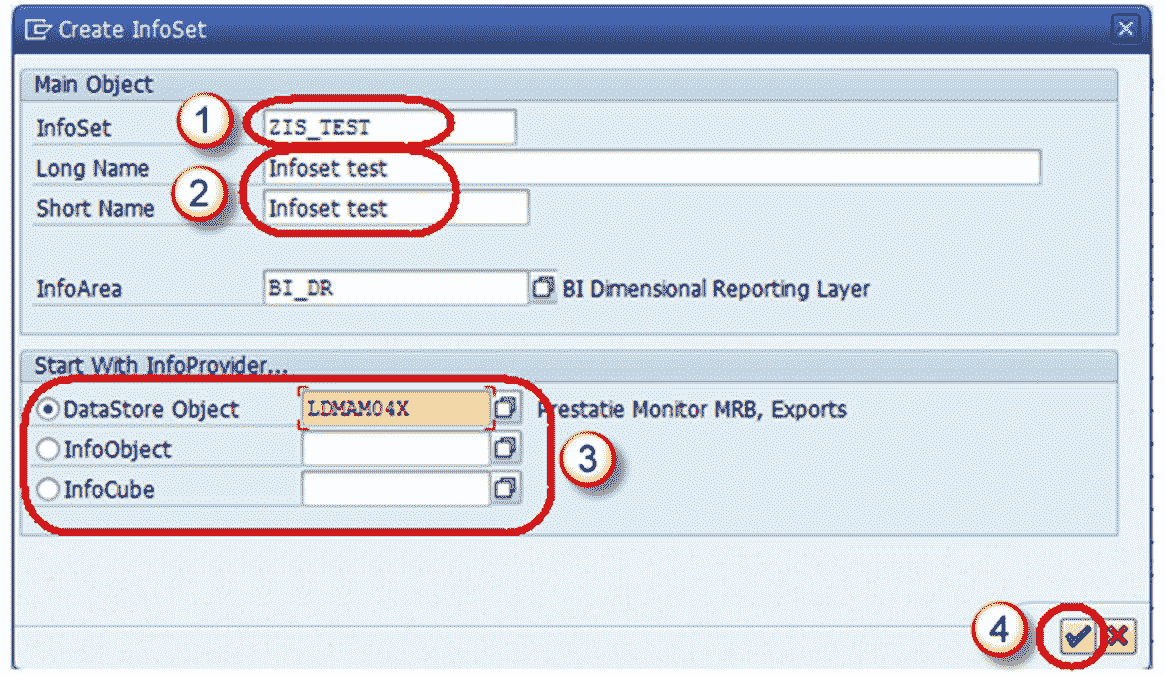 Create InfoSet
Main Object
InfoSet 1 ZIS_TEST
Long Name Infoset test
2
Short Name Infoset test
InfoArea BI_DR BI Dimensional Reporting Layer
Start With InfoProvider...
DataStore Object LDMAM04X Prestatie Monitor MRB, Exports
InfoObject 3
InfoCube
4